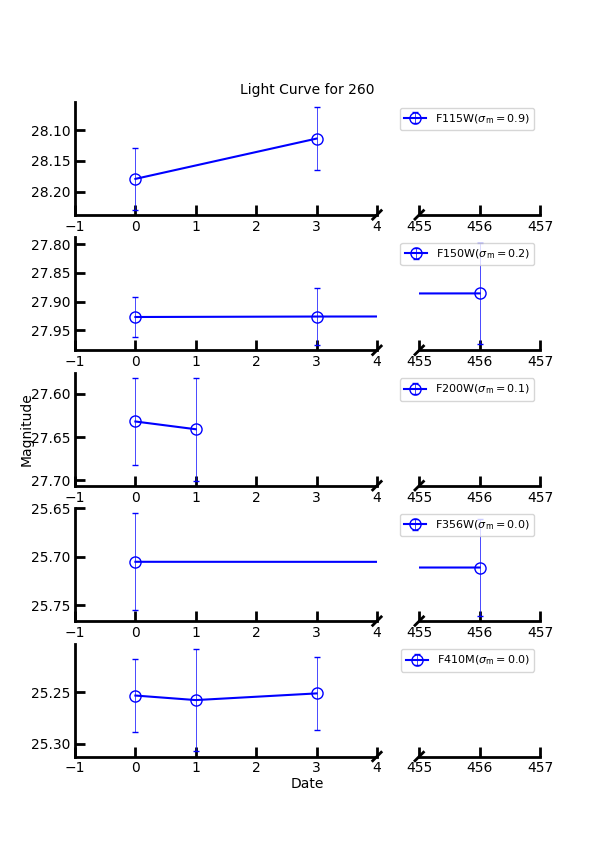 Light Curve for 260
28.10
28.15
28.20
F115W(σm = 0.9)
−1 0 1 2 3 4 455 456 457
27.80
27.85
27.90
27.95
F150W(σm = 0.2)
−1 0 1 2 3 4 455 456 457
Magnitude
27.60
27.65
27.70
F200W(σm = 0.1)
−1 0 1 2 3 4 455 456 457
25.65
25.70
25.75
F356W(σm = 0.0)
−1 0 1 2 3 4 455 456 457
25.25
25.30
F410M(σm = 0.0)
−1 0 1 2 3 4 455 456 457
Date